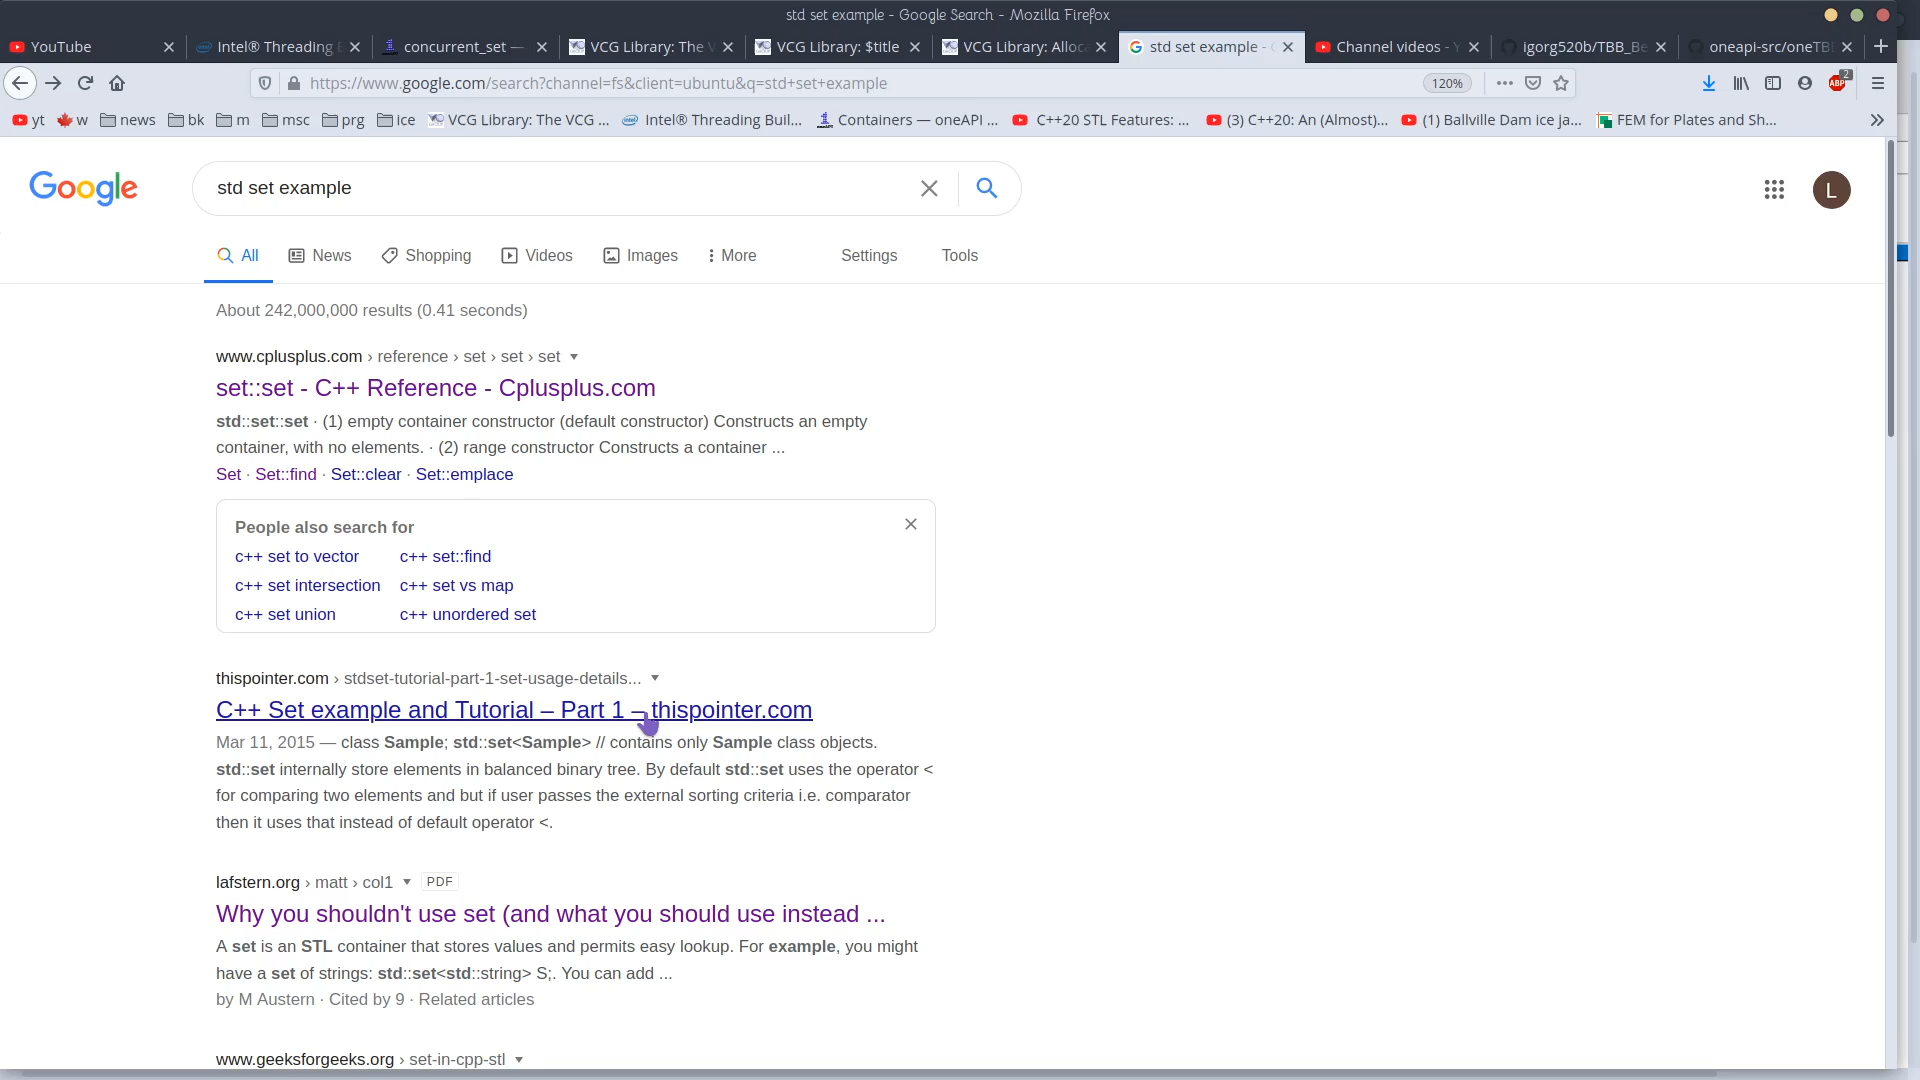 std set example - Google Search - Mozilla Firefox
YouTube
Intel® Threading
concurrent_set —
VCG Library: The V
VCG Library: $title
VCG Library: Alloc
std set example -
Channel videos - Y
igorg520b/TBB_Be
oneapi-src/oneTBB
https://www.google.com/search?channel=fs&client=ubuntu&q=std+set+example
120%
ABP
2
yt
w
news
bk
m
msc
prg
ice
VCG Library: The VCG ...
Intel® Threading Buil...
Containers — oneAPI ...
C++20 STL Features: ...
(3) C++20: An (Almost)...
(1) Ballville Dam ice ja...
FEM for Plates and Sh...
Google
std set example
L
All
News
Shopping
Videos
Images
More
Settings
Tools
About 242,000,000 results (0.41 seconds)
www.cplusplus.com › reference › set › set › set
set::set - C++ Reference - Cplusplus.com
std::set::set · (1) empty container constructor (default constructor) Constructs an empty
container, with no elements. · (2) range constructor Constructs a container ...
Set · Set::find · Set::clear · Set::emplace
People also search for
c++ set to vector
c++ set::find
c++ set intersection
c++ set vs map
c++ set union
c++ unordered set
thispointer.com › stdset-tutorial-part-1-set-usage-details...
C++ Set example and Tutorial – Part 1 – thispointer.com
Mar 11, 2015 — class Sample; std::set<Sample> // contains only Sample class objects.
std::set internally store elements in balanced binary tree. By default std::set uses the operator <
for comparing two elements and but if user passes the external sorting criteria i.e. comparator
then it uses that instead of default operator <.
lafstern.org › matt › col1
PDF
Why you shouldn't use set (and what you should use instead ...
A set is an STL container that stores values and permits easy lookup. For example, you might
have a set of strings: std::set<std::string> S;. You can add ...
by M Austern · Cited by 9 · Related articles
www.geeksforgeeks.org › set-in-cpp-stl